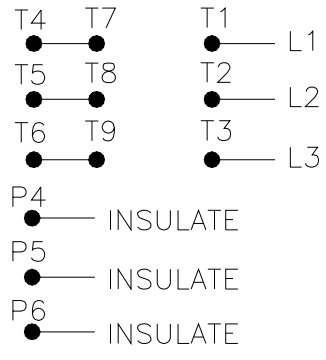 T4 T7 T1
L1
T5 T8 T2
L2
T6 T9 T3
L3
P4
INSULATE
P5
INSULATE
P6
INSULATE